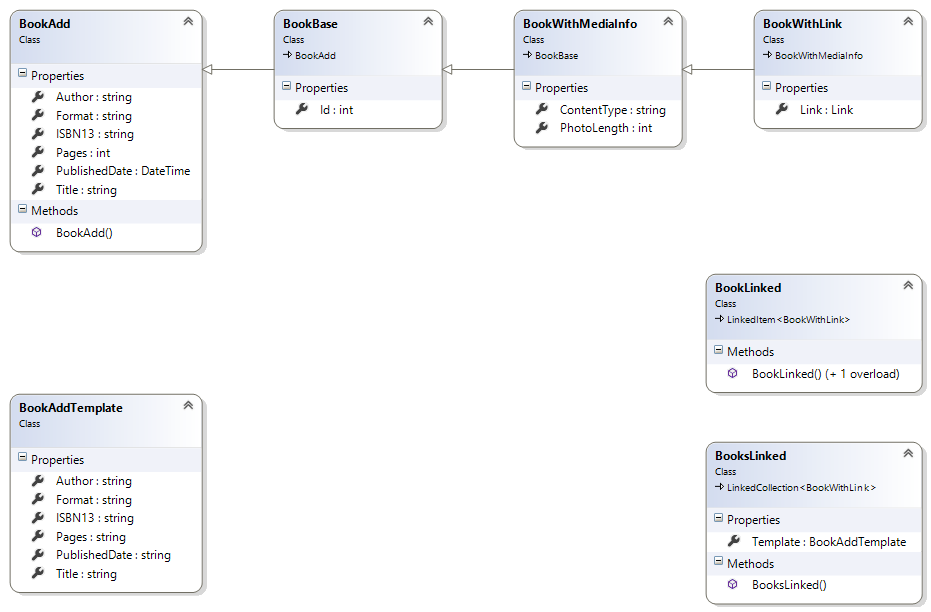 BookAdd
Class
Properties
Author : string
Format : string
ISBN13 : string
Pages : int
PublishedDate : DateTime
Title : string
Methods
BookAdd()
BookBase
Class
BookAdd
Properties
Id : int
BookWithMediaInfo
Class
BookBase
Properties
ContentType : string
PhotoLength : int
BookWithLink
Class
BookWithMediaInfo
Properties
Link : Link
BookLinked
Class
LinkedItem<BookWithLink>
Methods
BookLinked() (+ 1 overload)
BookAddTemplate
Class
Properties
Author : string
Format : string
ISBN13 : string
Pages : string
PublishedDate : string
Title : string
BooksLinked
Class
LinkedCollection<BookWithLink>
Properties
Template : BookAddTemplate
Methods
BooksLinked()